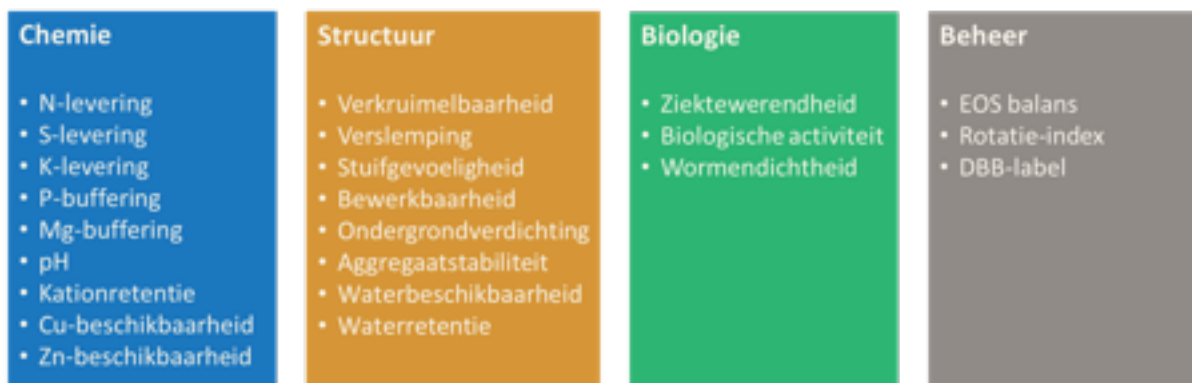 Chemie
• N-levering
• S-levering
• K-levering
• P-buffering
• Mg-buffering
• pH
• Kationretentie
• Cu-beschikbaarheid
• Zn-beschikbaarheid
Structuur
• Verkruimelbaarheid
• Verslemping
• Stuifgevoeligheid
• Bewerkbaarheid
• Ondergrondverdichting
• Aggregaatstabiliteit
• Waterbeschikbaarheid
• Waterretentie
Biologie
• Ziektewerendheid
• Biologische activiteit
• Wormendichtheid
Beheer
• EOS balans
• Rotatie-index
• DBB-label